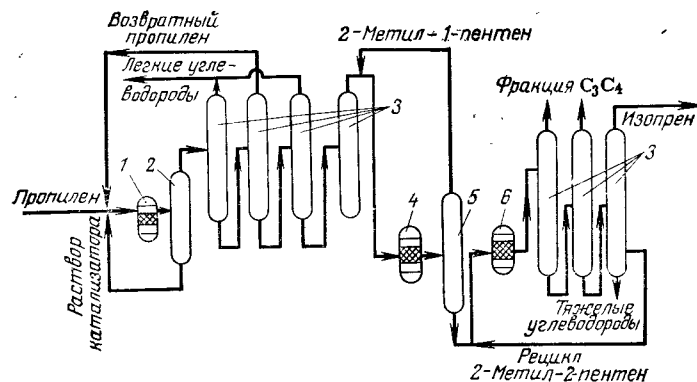 Возвратный
пропилен
2-Метил-1-пентен
Легкие угле-
водороды
3
Фракция C₃C₄
Изопрен
1
2
3
Пропилен
4
5
6
Раствор
катализатора
Тяжелые
углеводороды
Рецикл
2-Метил-2-пентен